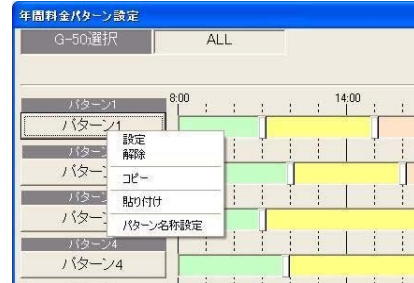 年間料金パターン設定
G-50選択 ALL
8:00 14:00
パターン1
パターン1
設定
解除
コピー
貼り付け
パターン名称設定
パターン4
パターン4